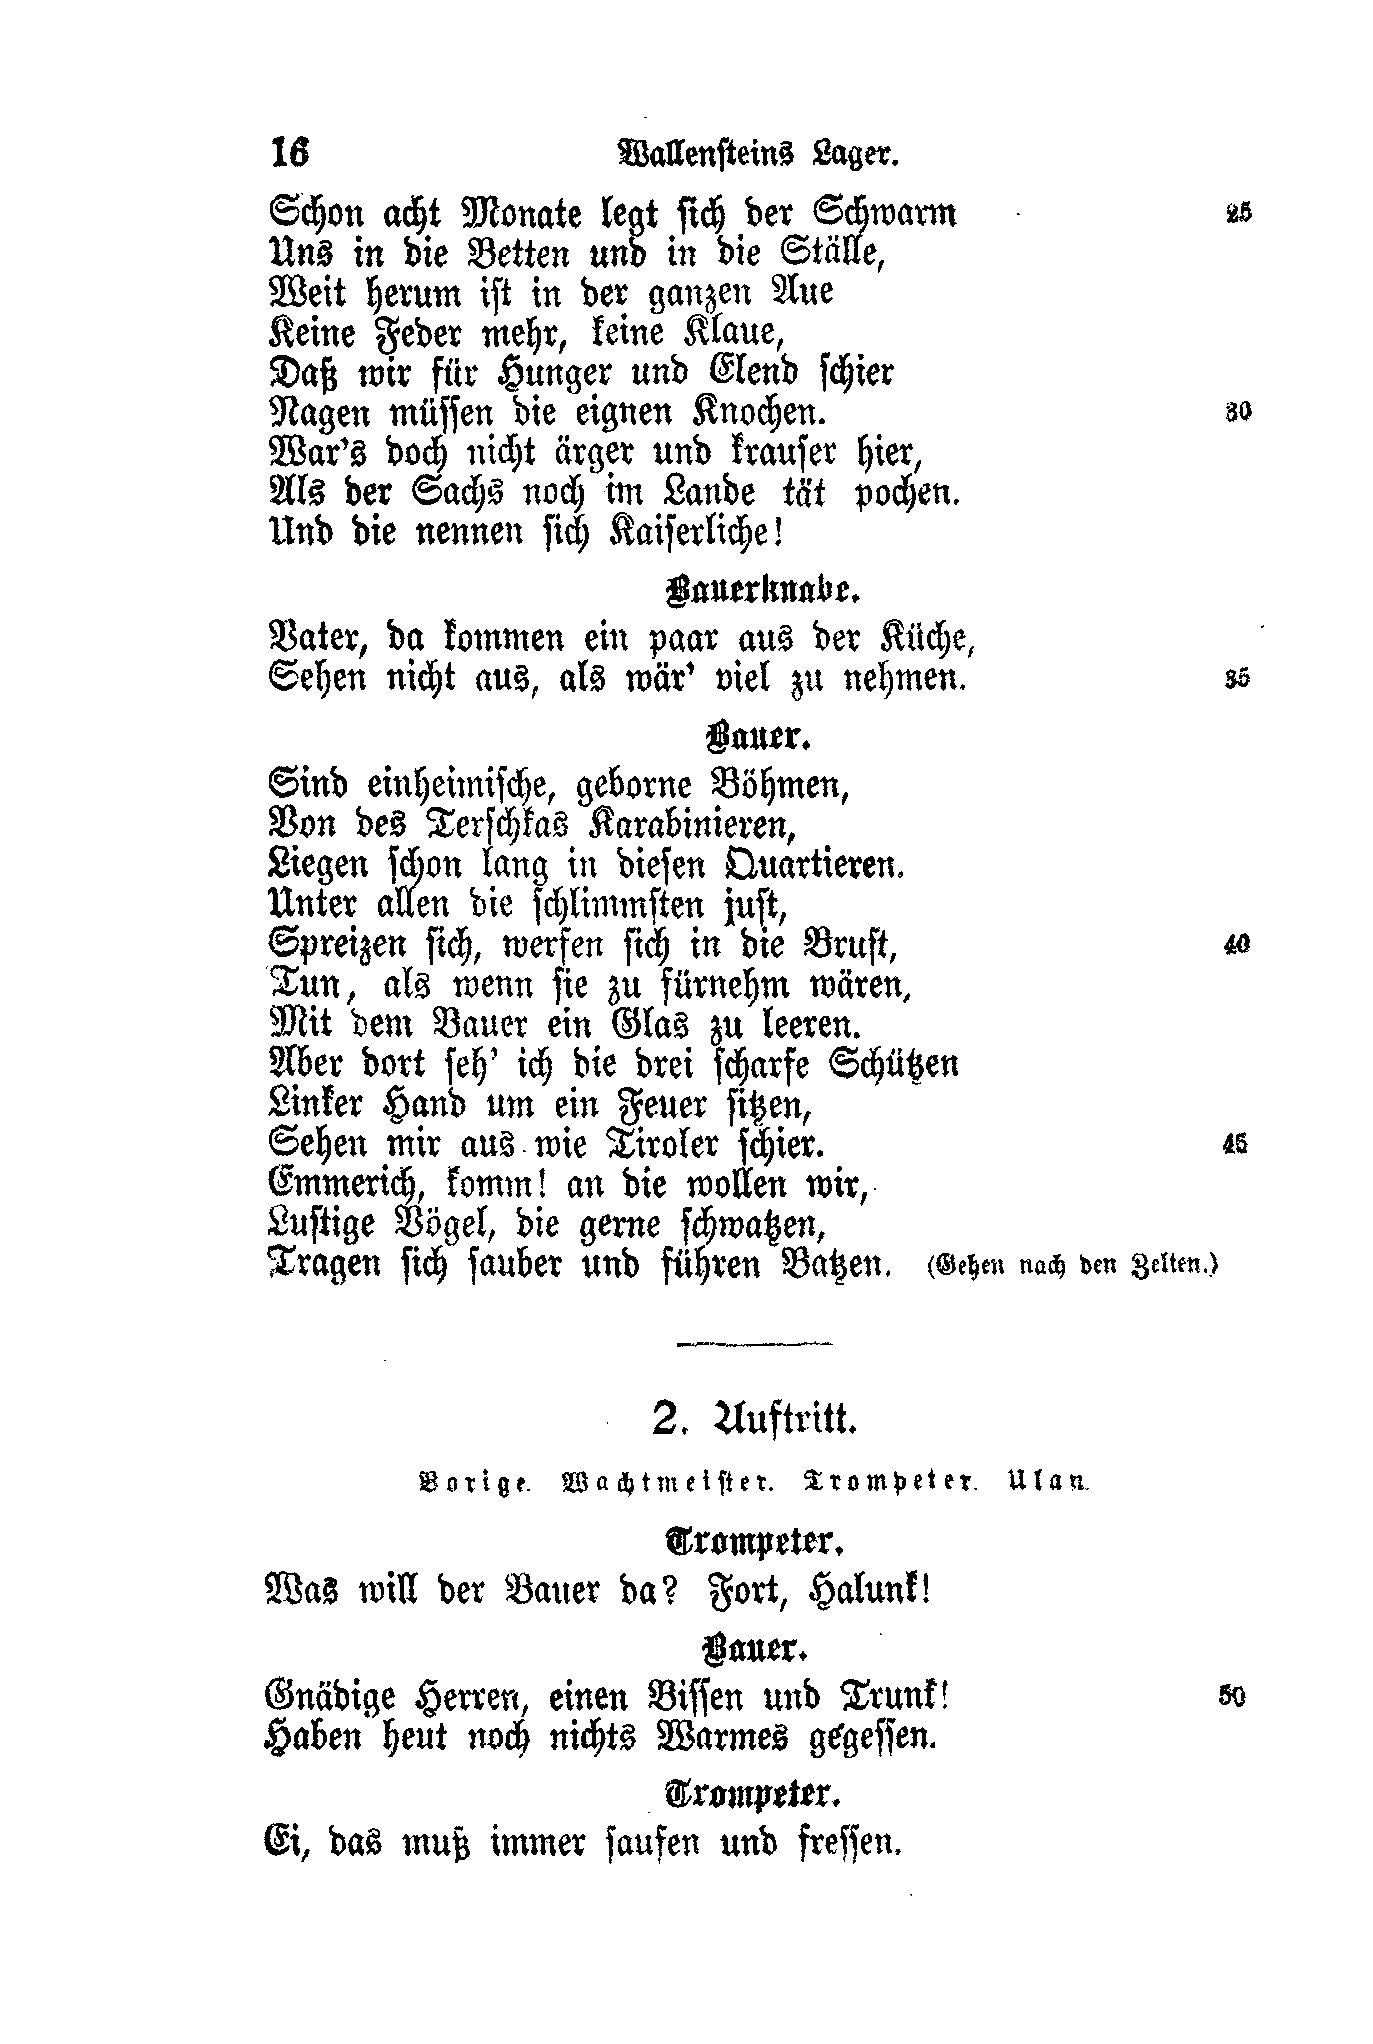 16 Wallensteins Lager.
Schon acht Monate legt sich der Schwarm 25
Uns in die Betten und in die Ställe,
Weit herum ist in der ganzen Aue
Keine Feder mehr, keine Klaue,
Daß wir für Hunger und Elend schier
Nagen müssen die eignen Knochen. 30
War's doch nicht ärger und krauser hier,
Als der Sachs noch im Lande tät pochen.
Und die nennen sich Kaiserliche!
Bauerknabe.
Vater, da kommen ein paar aus der Küche,
Sehen nicht aus, als wär' viel zu nehmen. 35
Bauer.
Sind einheimische, geborne Böhmen,
Von des Terschkas Karabinieren,
Liegen schon lang in diesen Quartieren.
Unter allen die schlimmsten just,
Spreizen sich, werfen sich in die Brust, 40
Tun, als wenn sie zu fürnehm wären,
Mit dem Bauer ein Glas zu leeren.
Aber dort seh' ich die drei scharfe Schützen
Linker Hand um ein Feuer sitzen,
Sehen mir aus wie Tiroler schier. 45
Emmerich, komm! an die wollen wir,
Lustige Vögel, die gerne schwatzen,
Tragen sich sauber und führen Batzen. (Gehen nach den Zelten.)
2. Auftritt.
Vorige. Wachtmeister. Trompeter. Ulan.
Trompeter.
Was will der Bauer da? Fort, Halunk!
Bauer.
Gnädige Herren, einen Bissen und Trunk! 50
Haben heut noch nichts Warmes gegessen.
Trompeter.
Ei, das muß immer saufen und fressen.